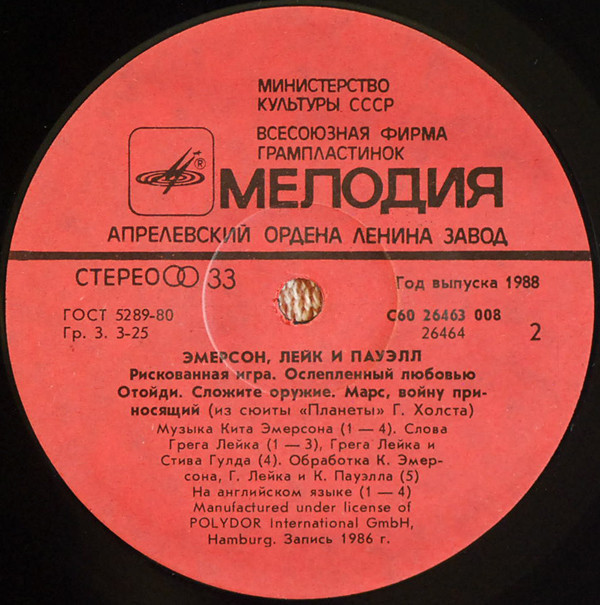 МИНИСТЕРСТВО
КУЛЬТУРЫ СССР
ВСЕСОЮЗНАЯ ФИРМА
ГРАМПЛАСТИНОК
® МЕЛОДИЯ
АПРЕЛЕВСКИЙ ОРДЕНА ЛЕНИНА ЗАВОД
СТЕРЕО 33
Год выпуска 1988
ГОСТ 5289-80
С60 26463 008
Гр. 3. 3-25
26464
2
ЭМЕРСОН, ЛЕЙК И ПАУЭЛЛ
Рискованная игра. Ослепленный любовью
Отойди. Сложите оружие. Марс, войну при-
носящий (из сюиты «Планеты» Г. Холста)
Музыка Кита Эмерсона (1 — 4). Слова
Грега Лейка (1 — 3), Грега Лейка и
Стива Гулда (4). Обработка К. Эмер-
сона, Г. Лейка и К. Пауэлла (5)
На английском языке (1 — 4)
Manufactured under license of
POLYDOR International GmbH,
Hamburg. Запись 1986 г.